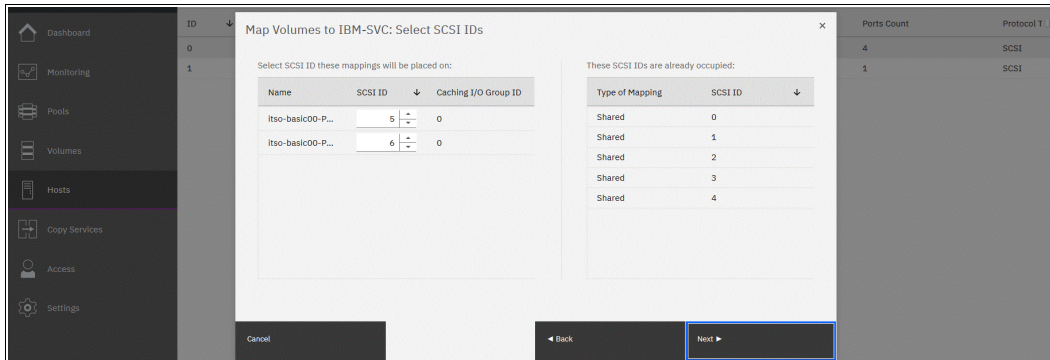 ID ↓ Ports Count Protocol T
Dashboard
Monitoring
Pools
Volumes
Hosts
Copy Services
Access
Settings
0 4 SCSI
1 1 SCSI
Map Volumes to IBM-SVC: Select SCSI IDs ×
Select SCSI ID these mappings will be placed on:
Name SCSI ID ↓ Caching I/O Group ID
itso-basic00-P... 5 0
itso-basic00-P... 6 0
These SCSI IDs are already occupied:
Type of Mapping SCSI ID ↓
Shared 0
Shared 1
Shared 2
Shared 3
Shared 4
Cancel
◄ Back
Next ►